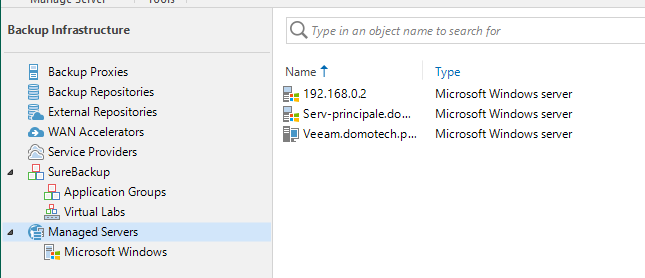 Manage Server Tools
Backup Infrastructure
Type in an object name to search for
Name Type
Backup Proxies
Backup Repositories
External Repositories
WAN Accelerators
Service Providers
SureBackup
Application Groups
Virtual Labs
Managed Servers
Microsoft Windows
192.168.0.2 Microsoft Windows server
Serv-principale.do... Microsoft Windows server
Veeam.domotech.p... Microsoft Windows server